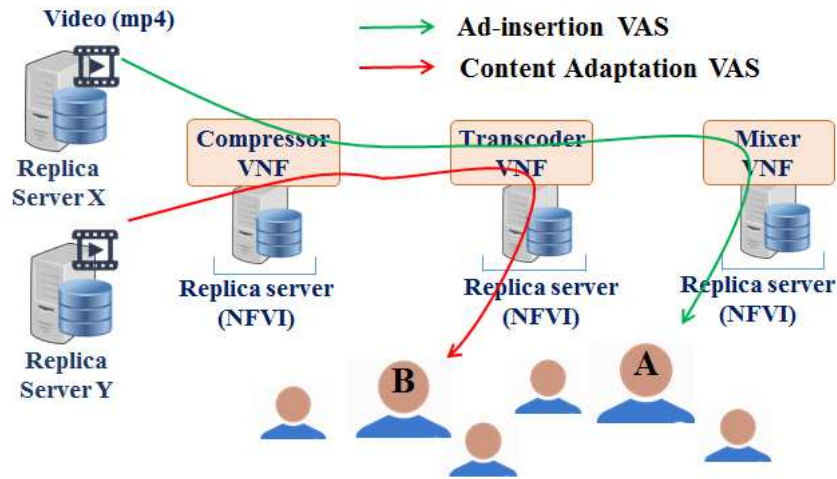 Video (mp4)
Ad-insertion VAS
Content Adaptation VAS
Replica
Server X
Compressor
VNF
Transcoder
VNF
Mixer
VNF
Replica
Server Y
Replica server
(NFVI)
Replica server
(NFVI)
Replica server
(NFVI)
B
A